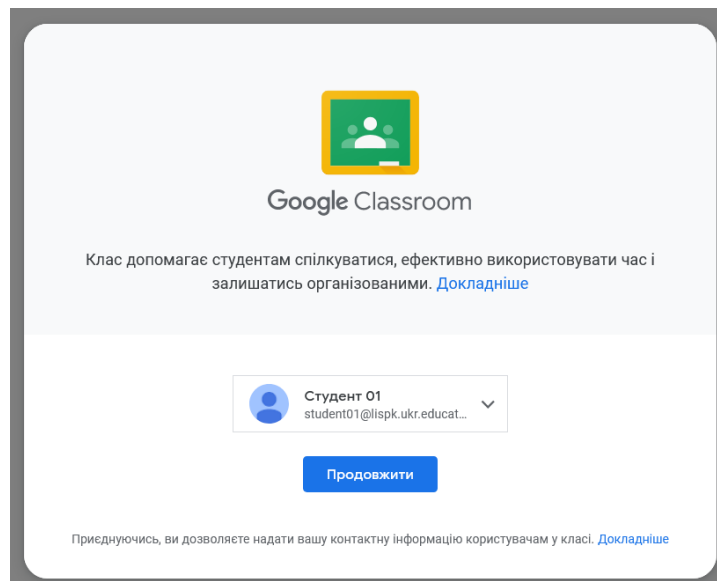 Google Classroom
Клас допомагає студентам спілкуватися, ефективно використовувати час і
залишатись організованими. Докладніше
Студент 01
student01@lispk.ukr.educat...
Продовжити
Приєднуючись, ви дозволяєте надати вашу контактну інформацію користувачам у класі. Докладніше